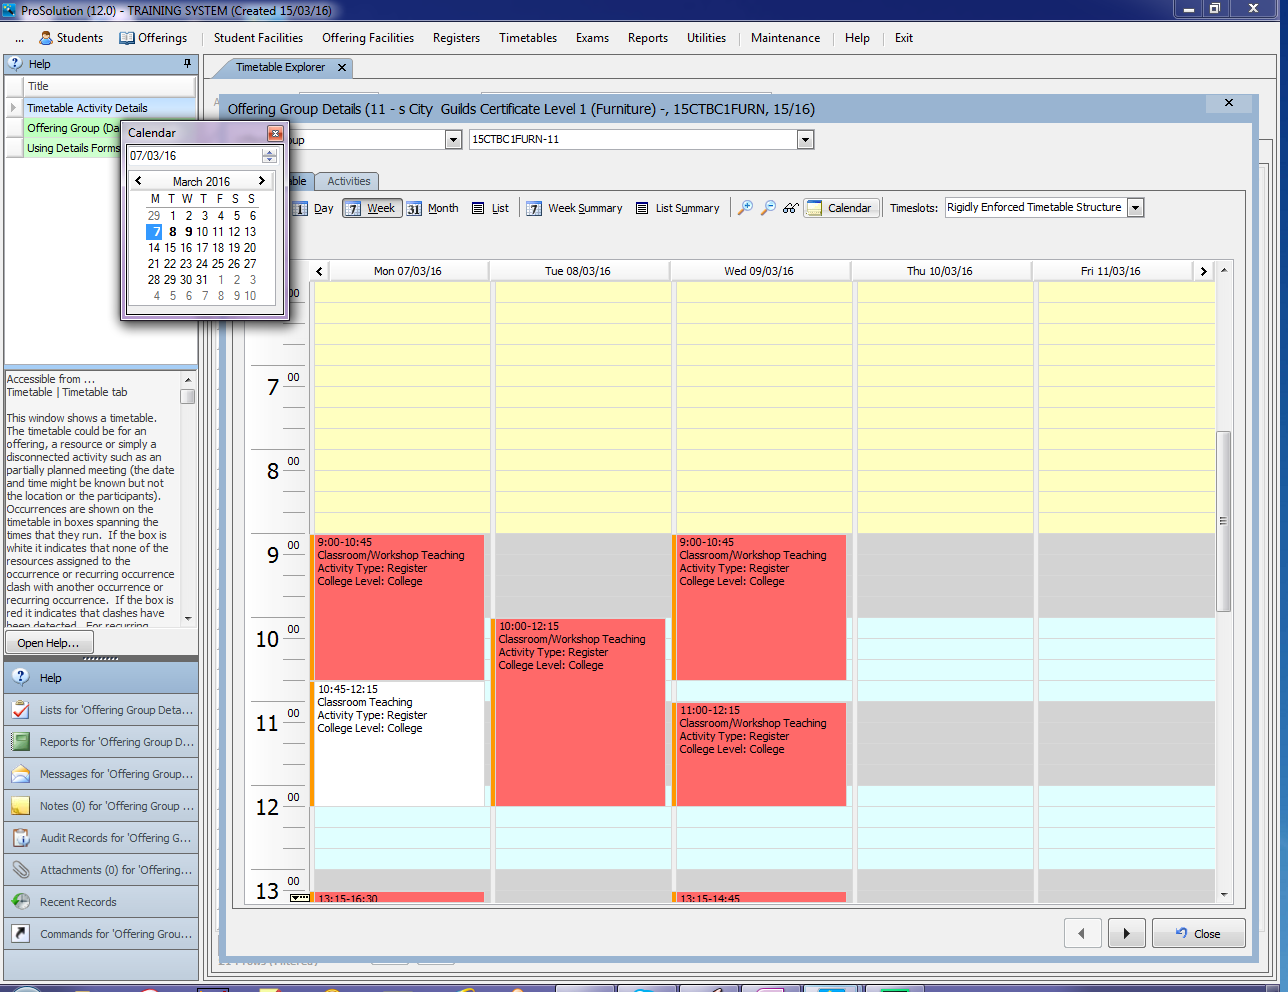 ProSolution (12.0) - TRAINING SYSTEM (Created 15/03/16)
... Students Offerings Student Facilities Offering Facilities Registers Timetables Exams Reports Utilities Maintenance Help Exit
Help
Title
Timetable Activity Details
Offering Group (Da
Using Details Forms
Calendar
07/03/16
March 2016
M T W T F S S
29 1 2 3 4 5 6
7 8 9 10 11 12 13
14 15 16 17 18 19 20
21 22 23 24 25 26 27
28 29 30 31 1 2 3
4 5 6 7 8 9 10
Accessible from ...
Timetable | Timetable tab
This window shows a timetable.
The timetable could be for an
offering, a resource or simply a
disconnected activity such as an
partially planned meeting (the date
and time might be known but not
the location or the participants).
Occurrences are shown on the
timetable in boxes spanning the
times that they run. If the box is
white it indicates that none of the
resources assigned to the
occurrence or recurring occurrence
clash with another occurrence or
recurring occurrence. If the box is
red it indicates that clashes have
been detected. For recurring
Open Help...
Help
Lists for 'Offering Group Deta...
Reports for 'Offering Group D...
Messages for 'Offering Group...
Notes (0) for 'Offering Group ...
Audit Records for 'Offering G...
Attachments (0) for 'Offering...
Recent Records
Commands for 'Offering Grou...
Timetable Explorer
Offering Group Details (11 - s City Guilds Certificate Level 1 (Furniture) -, 15CTBC1FURN, 15/16)
oup 15CTBC1FURN-11
ble Activities
1 Day 7 Week 31 Month List 7 Week Summary List Summary Calendar Timeslots: Rigidly Enforced Timetable Structure
Mon 07/03/16 Tue 08/03/16 Wed 09/03/16 Thu 10/03/16 Fri 11/03/16
00
7 00
8 00
9 00
10 00
11 00
12 00
13 00
9:00-10:45
Classroom/Workshop Teaching
Activity Type: Register
College Level: College
10:45-12:15
Classroom Teaching
Activity Type: Register
College Level: College
13:15-16:30
10:00-12:15
Classroom/Workshop Teaching
Activity Type: Register
College Level: College
9:00-10:45
Classroom/Workshop Teaching
Activity Type: Register
College Level: College
11:00-12:15
Classroom/Workshop Teaching
Activity Type: Register
College Level: College
13:15-14:45
Close